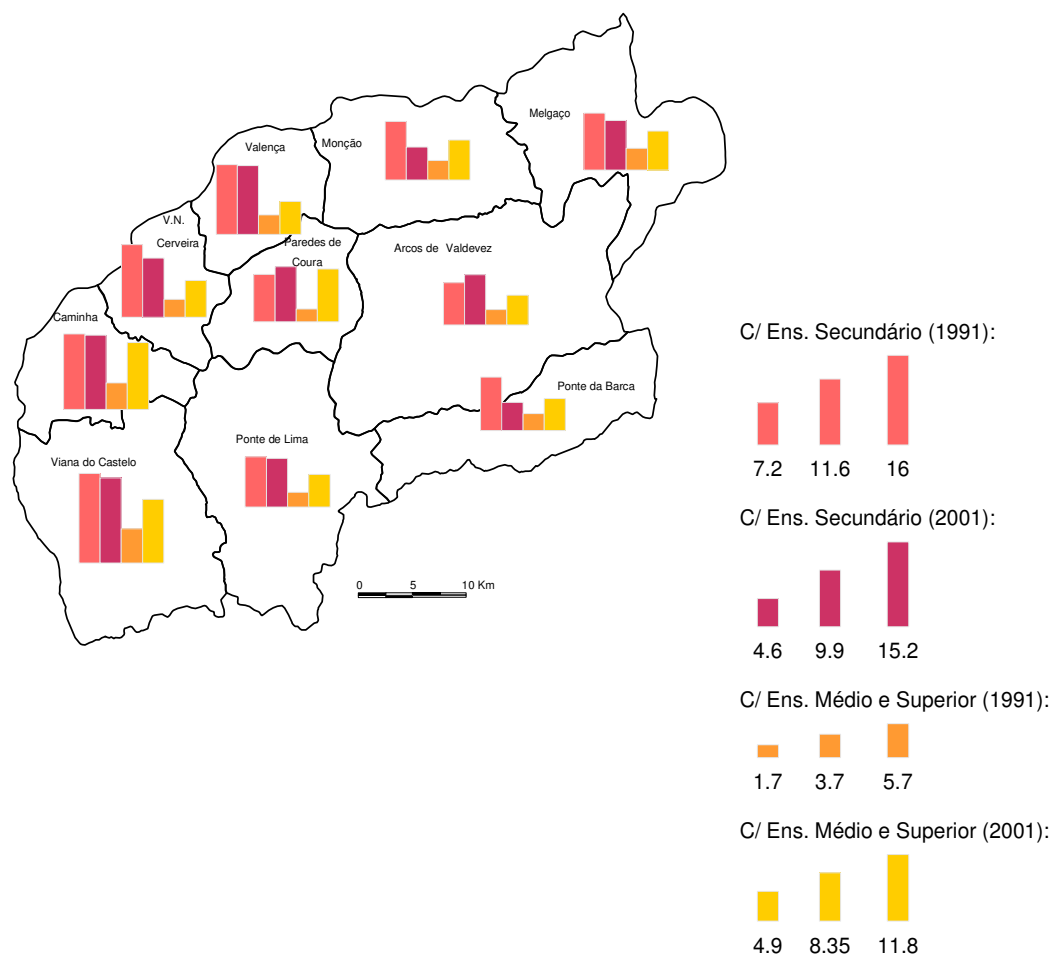 Melgaço
Monção
Valença
V.N.
Cerveira
Paredes de
Coura
Arcos de Valdevez
Caminha
Ponte da Barca
Ponte de Lima
Viana do Castelo
0 5 10 Km
C/ Ens. Secundário (1991):
7.2 11.6 16
C/ Ens. Secundário (2001):
4.6 9.9 15.2
C/ Ens. Médio e Superior (1991):
1.7 3.7 5.7
C/ Ens. Médio e Superior (2001):
4.9 8.35 11.8